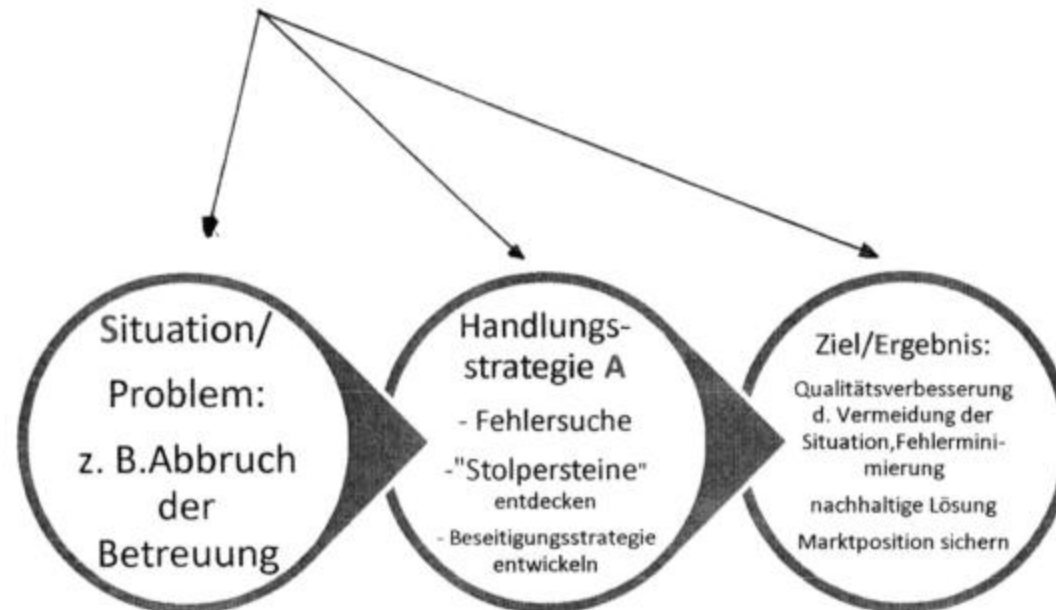 Situation/
Problem:
z. B.Abbruch
der
Betreuung
Handlungs-
strategie A
- Fehlersuche
-"Stolpersteine"
entdecken
- Beseitigungsstrategie
entwickeln
Ziel/Ergebnis:
Qualitätsverbesserung
d. Vermeidung der
Situation,Fehlermini-
mierung
nachhaltige Lösung
Marktposition sichern